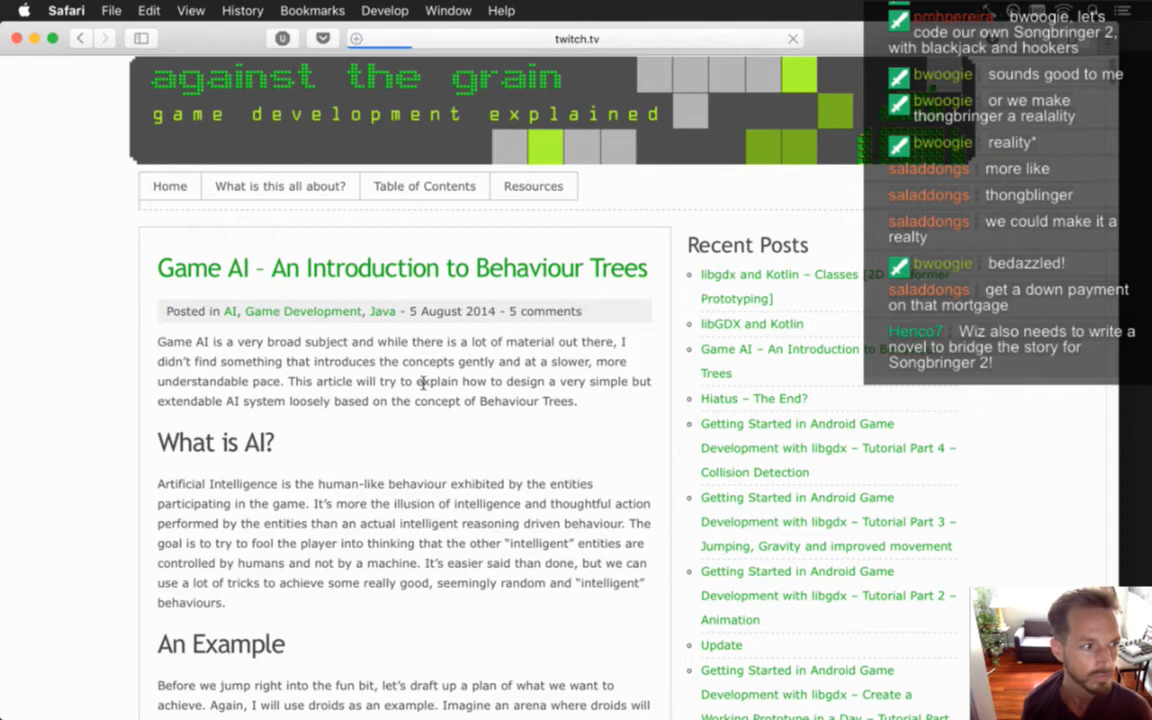 Safari File Edit View History Bookmarks Develop Window Help
twitch.tv
against the grain
game development explained
Home What is this all about? Table of Contents Resources
Game AI – An Introduction to Behaviour Trees
Posted in AI, Game Development, Java - 5 August 2014 - 5 comments
Game AI is a very broad subject and while there is a lot of material out there, I
didn't find something that introduces the concepts gently and at a slower, more
understandable pace. This article will try to explain how to design a very simple but
extendable AI system loosely based on the concept of Behaviour Trees.
What is AI?
Artificial Intelligence is the human-like behaviour exhibited by the entities
participating in the game. It's more the illusion of intelligence and thoughtful action
performed by the entities than an actual intelligent reasoning driven behaviour. The
goal is to try to fool the player into thinking that the other “intelligent” entities are
controlled by humans and not by a machine. It's easier said than done, but we can
use a lot of tricks to achieve some really good, seemingly random and “intelligent”
behaviours.
An Example
Before we jump right into the fun bit, let's draft up a plan of what we want to
achieve. Again, I will use droids as an example. Imagine an arena where droids will
Recent Posts
libgdx and Kotlin – Classes [2D
Prototyping]
libGDX and Kotlin
Game AI – An Introduction to Behaviour
Trees
Hiatus – The End?
Getting Started in Android Game
Development with libgdx – Tutorial Part 4 –
Collision Detection
Getting Started in Android Game
Development with libgdx – Tutorial Part 3 –
Jumping, Gravity and improved movement
Getting Started in Android Game
Development with libgdx – Tutorial Part 2 –
Animation
Update
Getting Started in Android Game
Development with libgdx – Create a
Working Prototype in a Day – Tutorial
pmhpereira bwoogie, let's
code our own Songbringer 2,
with blackjack and hookers
bwoogie sounds good to me
bwoogie or we make
thongbringer a realality
bwoogie reality*
saladdongs more like
saladdongs thongblinger
saladdongs we could make it a
realty
bwoogie bedazzled!
saladdongs get a down payment
on that mortgage
Henco7 Wiz also needs to write a
novel to bridge the story for
Songbringer 2!